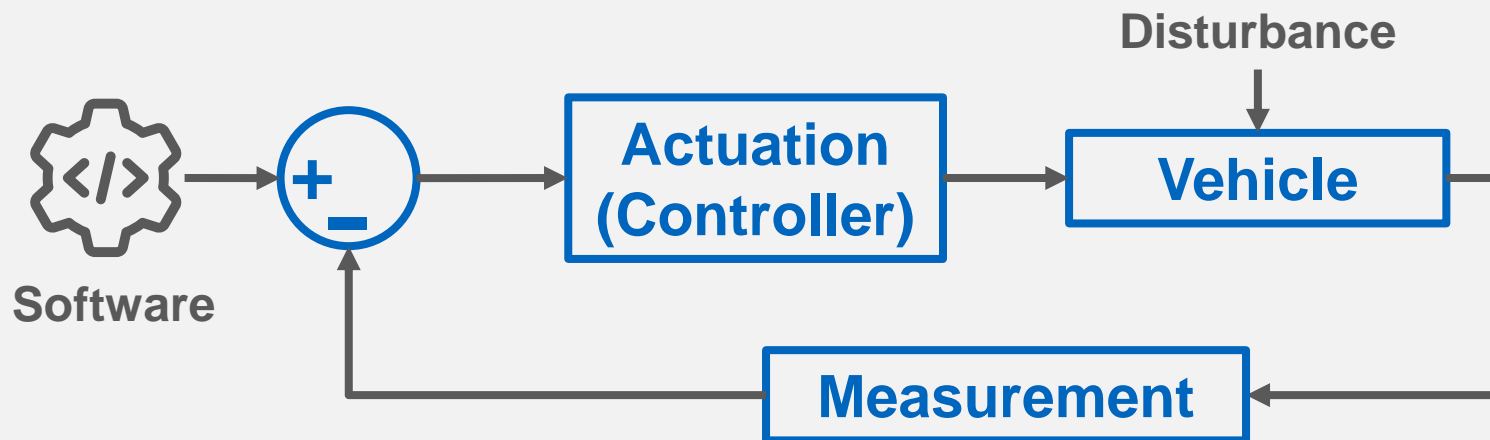 Disturbance
</>
+
−
Actuation
(Controller)
Vehicle
Software
Measurement